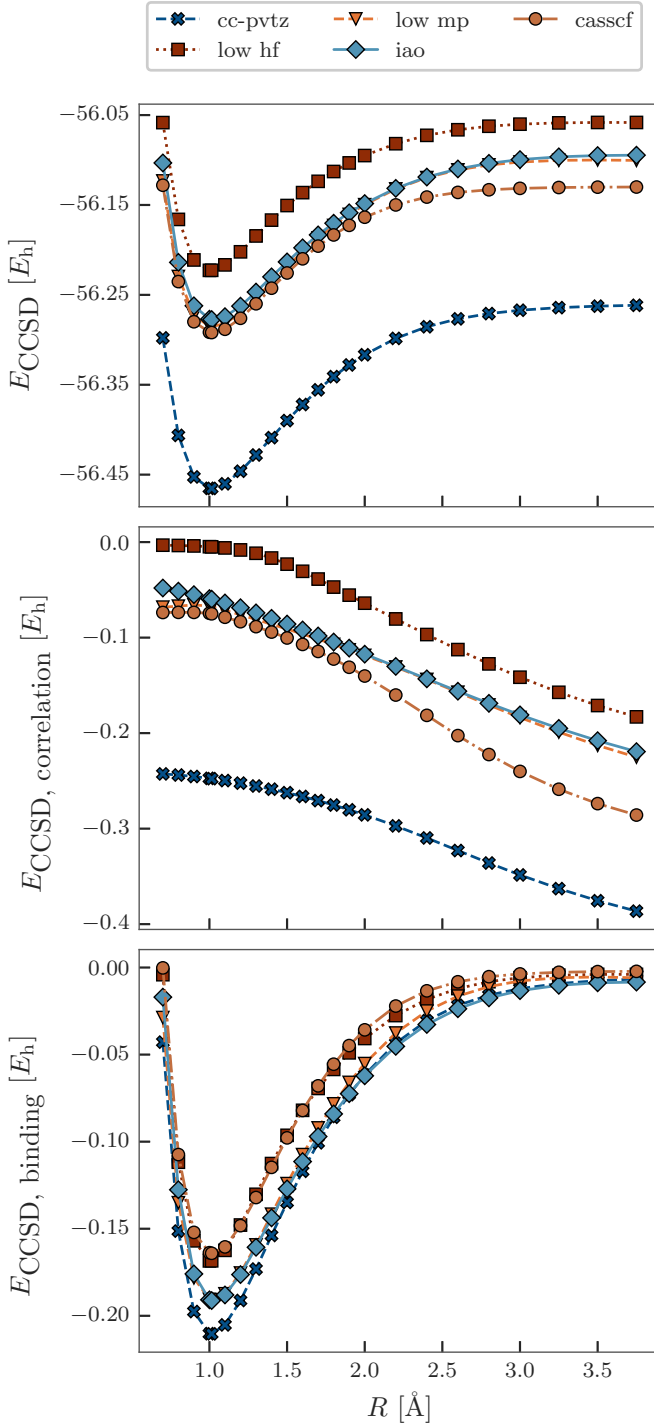 cc-pvtz low mp casscf
low hf iao
−56.05
−56.15
−56.25
−56.35
−56.45
E_CCSD [E_h]
0.0
−0.1
−0.2
−0.3
−0.4
E_CCSD, correlation [E_h]
0.00
−0.05
−0.10
−0.15
−0.20
E_CCSD, binding [E_h]
1.0 1.5 2.0 2.5 3.0 3.5
R [Å]